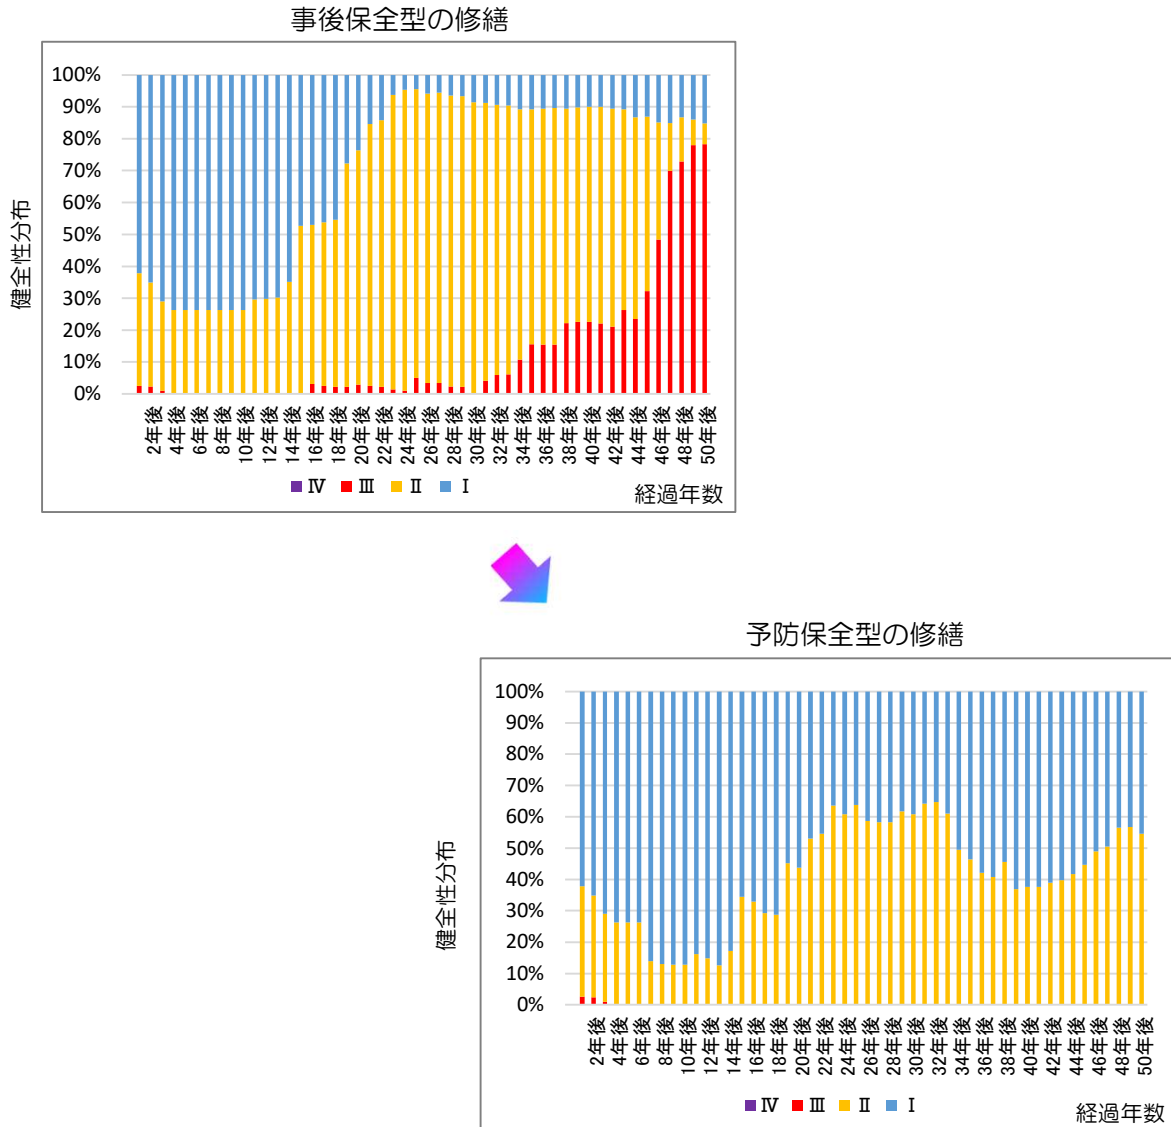 事後保全型の修繕
100%
90%
80%
70%
60%
50%
40%
30%
20%
10%
0%
健全性分布
2年後
4年後
6年後
8年後
10年後
12年後
14年後
16年後
18年後
20年後
22年後
24年後
26年後
28年後
30年後
32年後
34年後
36年後
38年後
40年後
42年後
44年後
46年後
48年後
50年後
Ⅳ Ⅲ Ⅱ Ⅰ
経過年数
予防保全型の修繕
100%
90%
80%
70%
60%
50%
40%
30%
20%
10%
0%
健全性分布
2年後
4年後
6年後
8年後
10年後
12年後
14年後
16年後
18年後
20年後
22年後
24年後
26年後
28年後
30年後
32年後
34年後
36年後
38年後
40年後
42年後
44年後
46年後
48年後
50年後
Ⅳ Ⅲ Ⅱ Ⅰ
経過年数